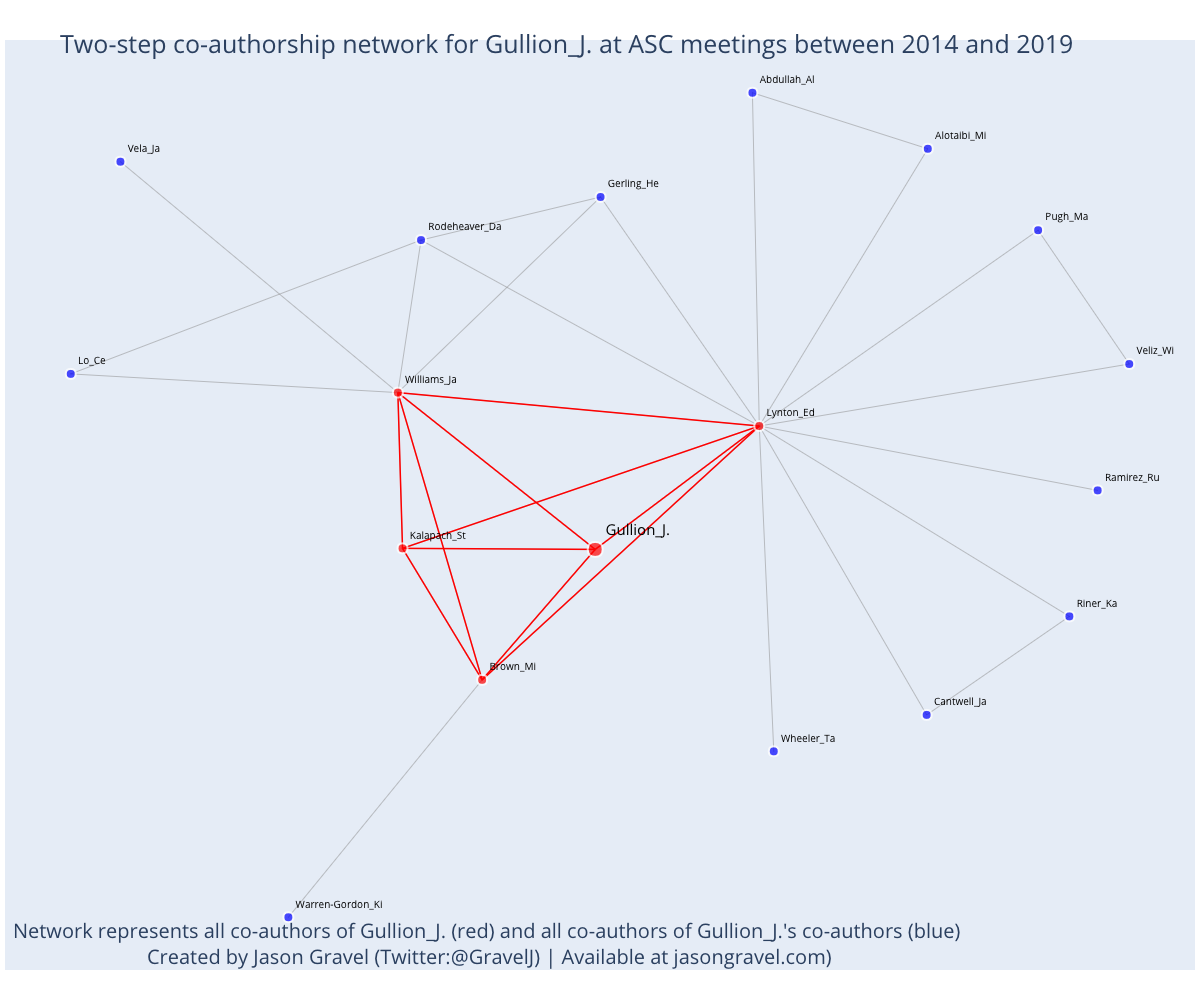 Two-step co-authorship network for Gullion_J. at ASC meetings between 2014 and 2019
Abdullah_Al
Alotaibi_Mi
Vela_Ja
Gerling_He
Pugh_Ma
Rodeheaver_Da
Veliz_Wi
Lo_Ce
Williams_Ja
Lynton_Ed
Ramirez_Ru
Gullion_J.
Kalapach_St
Riner_Ka
Brown_Mi
Cantwell_Ja
Wheeler_Ta
Warren-Gordon_Ki
Network represents all co-authors of Gullion_J. (red) and all co-authors of Gullion_J.'s co-authors (blue)
Created by Jason Gravel (Twitter:@GravelJ) | Available at jasongravel.com)